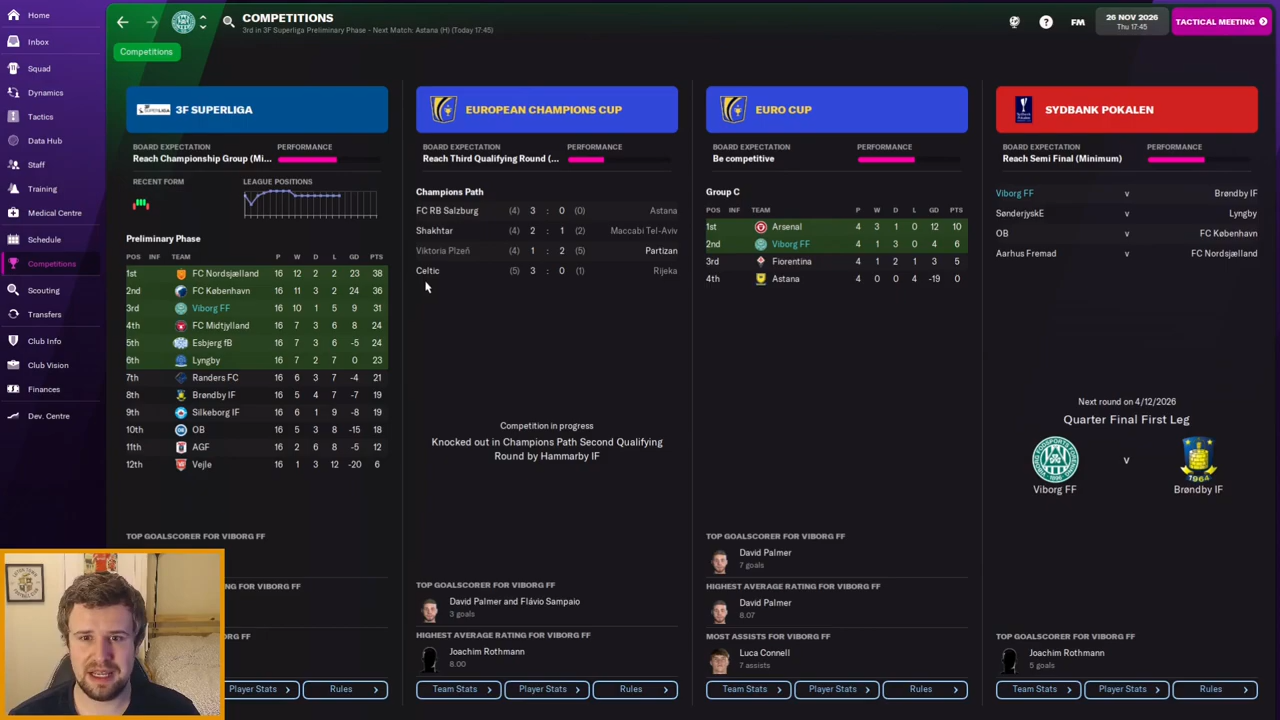 Home
Inbox
Squad
Dynamics
Tactics
Data Hub
Staff
Training
Medical Centre
Schedule
Competitions
Scouting
Transfers
Club Info
Club Vision
Finances
Dev. Centre
COMPETITIONS
3rd in 3F Superliga Preliminary Phase - Next Match: Astana (H) (Today 17:45)
FM
26 NOV 2026
Thu 17:45
TACTICAL MEETING
Competitions
3F SUPERLIGA
BOARD EXPECTATION PERFORMANCE
Reach Championship Group (Mi...
RECENT FORM LEAGUE POSITIONS
Preliminary Phase
POS INF TEAM P W D L GD PTS
1st FC Nordsjælland 16 12 2 2 23 38
2nd FC København 16 11 3 2 24 36
3rd Viborg FF 16 10 1 5 9 31
4th FC Midtjylland 16 7 3 6 8 24
5th Esbjerg fB 16 7 3 6 -5 24
6th Lyngby 16 7 2 7 0 23
7th Randers FC 16 6 3 7 -4 21
8th Brøndby IF 16 5 4 7 -7 19
9th Silkeborg IF 16 6 1 9 -8 19
10th OB 16 5 3 8 -15 18
11th AGF 16 2 6 8 -5 12
12th Vejle 16 1 3 12 -20 6
TOP GOALSCORER FOR VIBORG FF
NG FOR VIBORG FF
RG FF
Player Stats
Rules
EUROPEAN CHAMPIONS CUP
BOARD EXPECTATION PERFORMANCE
Reach Third Qualifying Round (...
Champions Path
FC RB Salzburg (4) 3 : 0 (0) Astana
Shakhtar (4) 2 : 1 (2) Maccabi Tel-Aviv
Viktoria Plzeň (4) 1 : 2 (5) Partizan
Celtic (5) 3 : 0 (1) Rijeka
Competition in progress
Knocked out in Champions Path Second Qualifying
Round by Hammarby IF
TOP GOALSCORER FOR VIBORG FF
David Palmer and Flávio Sampaio
3 goals
HIGHEST AVERAGE RATING FOR VIBORG FF
Joachim Rothmann
8.00
Team Stats
Player Stats
Rules
EURO CUP
BOARD EXPECTATION PERFORMANCE
Be competitive
Group C
POS INF TEAM P W D L GD PTS
1st Arsenal 4 3 1 0 12 10
2nd Viborg FF 4 1 3 0 4 6
3rd Fiorentina 4 1 2 1 3 5
4th Astana 4 0 0 4 -19 0
TOP GOALSCORER FOR VIBORG FF
David Palmer
7 goals
HIGHEST AVERAGE RATING FOR VIBORG FF
David Palmer
8.07
MOST ASSISTS FOR VIBORG FF
Luca Connell
7 assists
Team Stats
Player Stats
Rules
SYDBANK POKALEN
BOARD EXPECTATION PERFORMANCE
Reach Semi Final (Minimum)
Viborg FF v Brøndby IF
SønderjyskE v Lyngby
OB v FC København
Aarhus Fremad v FC Nordsjælland
Next round on 4/12/2026
Quarter Final First Leg
v
Viborg FF Brøndby IF
TOP GOALSCORER FOR VIBORG FF
Joachim Rothmann
5 goals
Team Stats
Player Stats
Rules